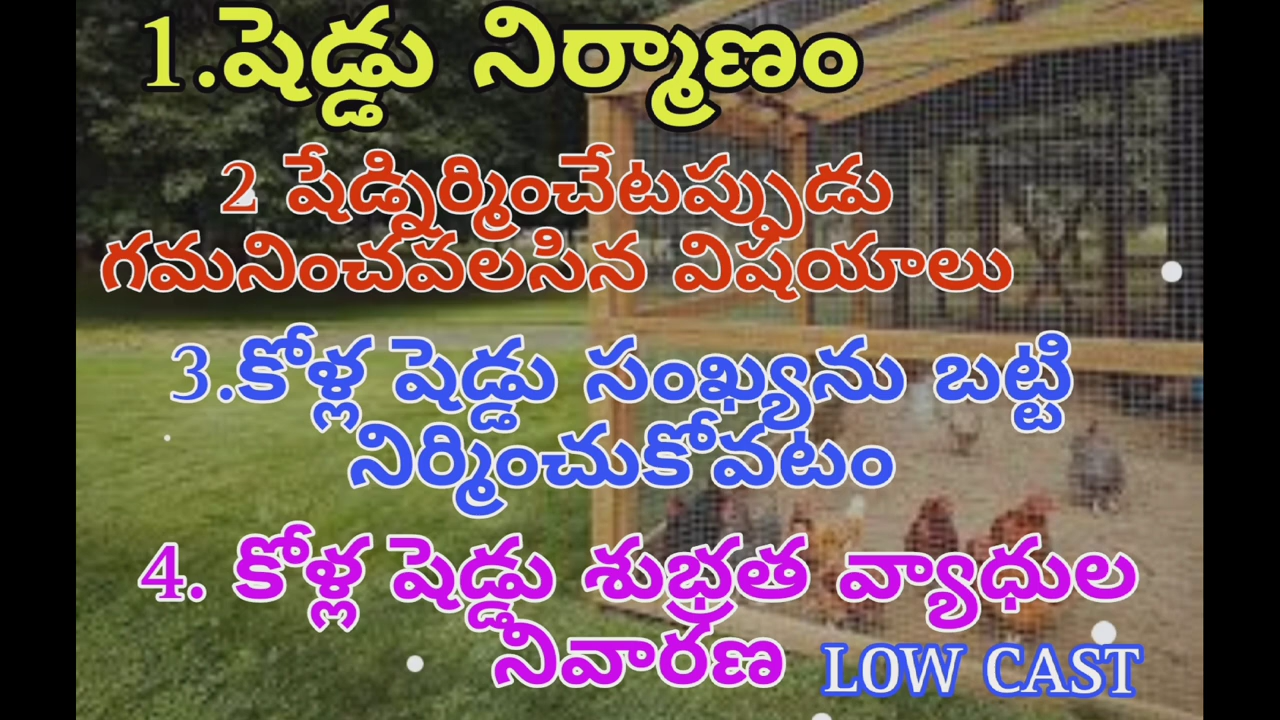 1.షెడ్డు నిర్మాణం
2 షేడ్నిర్మించేటప్పుడు
గమనించవలసిన విషయాలు
3.కోళ్ల షెడ్డు సంఖ్యను బట్టి
నిర్మించుకోవటం
4. కోళ్ల షెడ్డు శుభ్రత వ్యాధుల
నివారణ LOW CAST